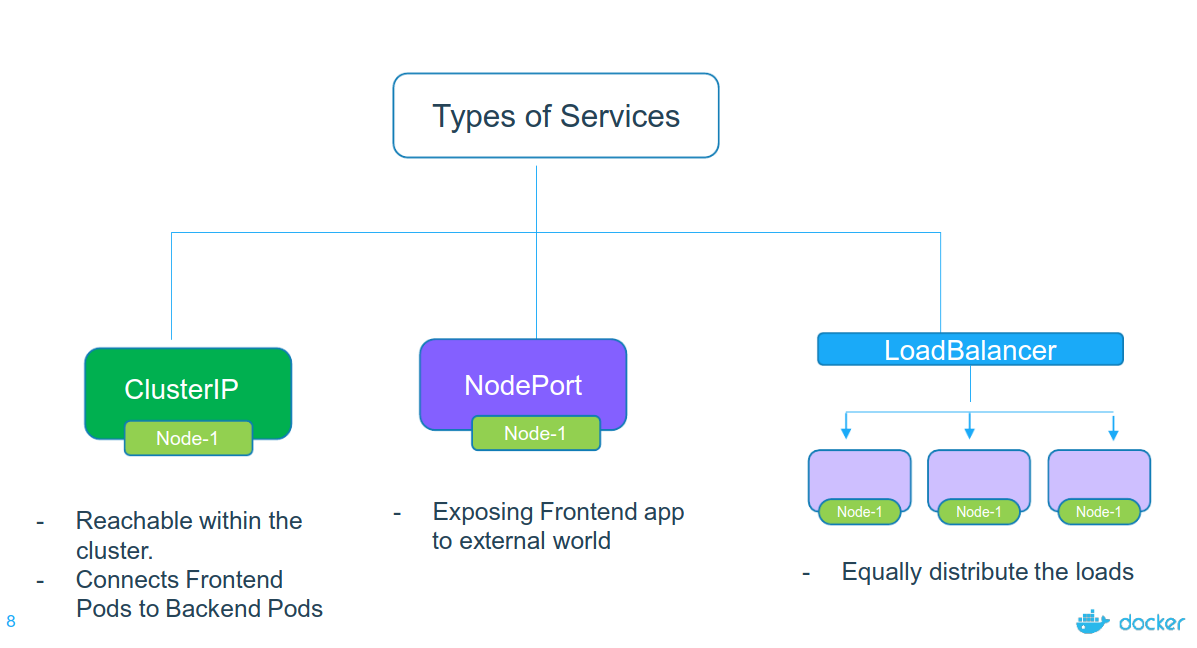 Types of Services
ClusterIP
Node-1
- Reachable within the
cluster.
- Connects Frontend
Pods to Backend Pods
NodePort
Node-1
- Exposing Frontend app
to external world
LoadBalancer
Node-1
Node-1
Node-1
- Equally distribute the loads
8
docker